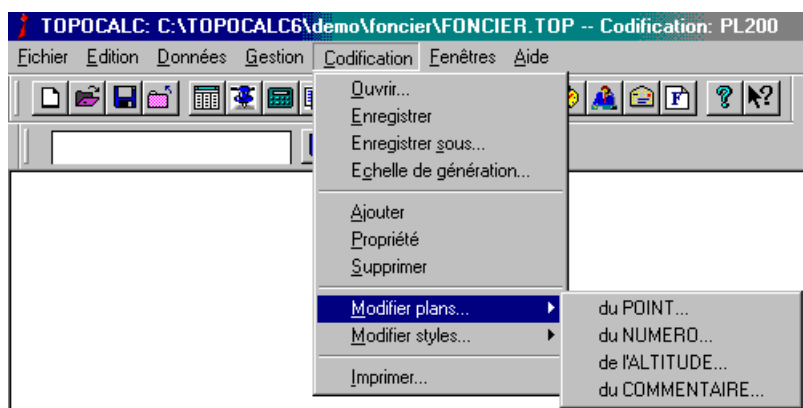 TOPOCALC: C:\TOPOCALC6\demo\foncier\FONCIER.TOP -- Codification: PL200
Fichier Edition Données Gestion Codification Fenêtres Aide
Ouvrir...
Enregistrer
Enregistrer sous...
Echelle de génération...
Ajouter
Propriété
Supprimer
Modifier plans...
Modifier styles...
Imprimer...
du POINT...
du NUMERO...
de l'ALTITUDE...
du COMMENTAIRE...